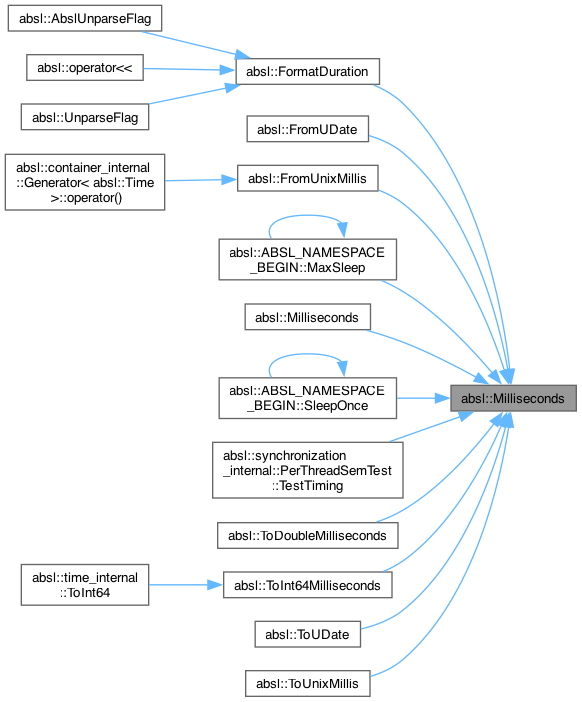 absl::AbslUnparseFlag
absl::operator<<
absl::FormatDuration
absl::UnparseFlag
absl::FromUDate
absl::container_internal
::Generator< absl::Time
>::operator()
absl::FromUnixMillis
absl::ABSL_NAMESPACE
_BEGIN::MaxSleep
absl::Milliseconds
absl::ABSL_NAMESPACE
_BEGIN::SleepOnce
absl::Milliseconds
absl::synchronization
_internal::PerThreadSemTest
::TestTiming
absl::ToDoubleMilliseconds
absl::time_internal
::ToInt64
absl::ToInt64Milliseconds
absl::ToUDate
absl::ToUnixMillis